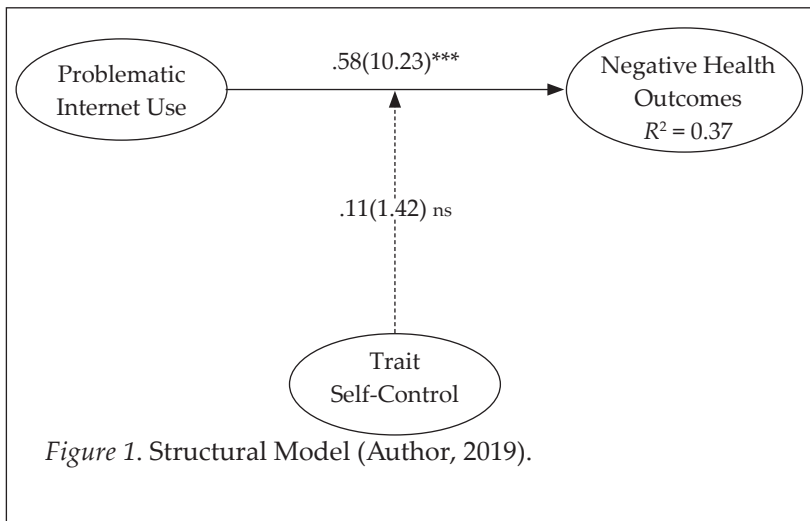 .58(10.23)***
Problematic
Internet Use
Negative Health
Outcomes
R² = 0.37
.11(1.42) ns
Trait
Self-Control
Figure 1. Structural Model (Author, 2019).